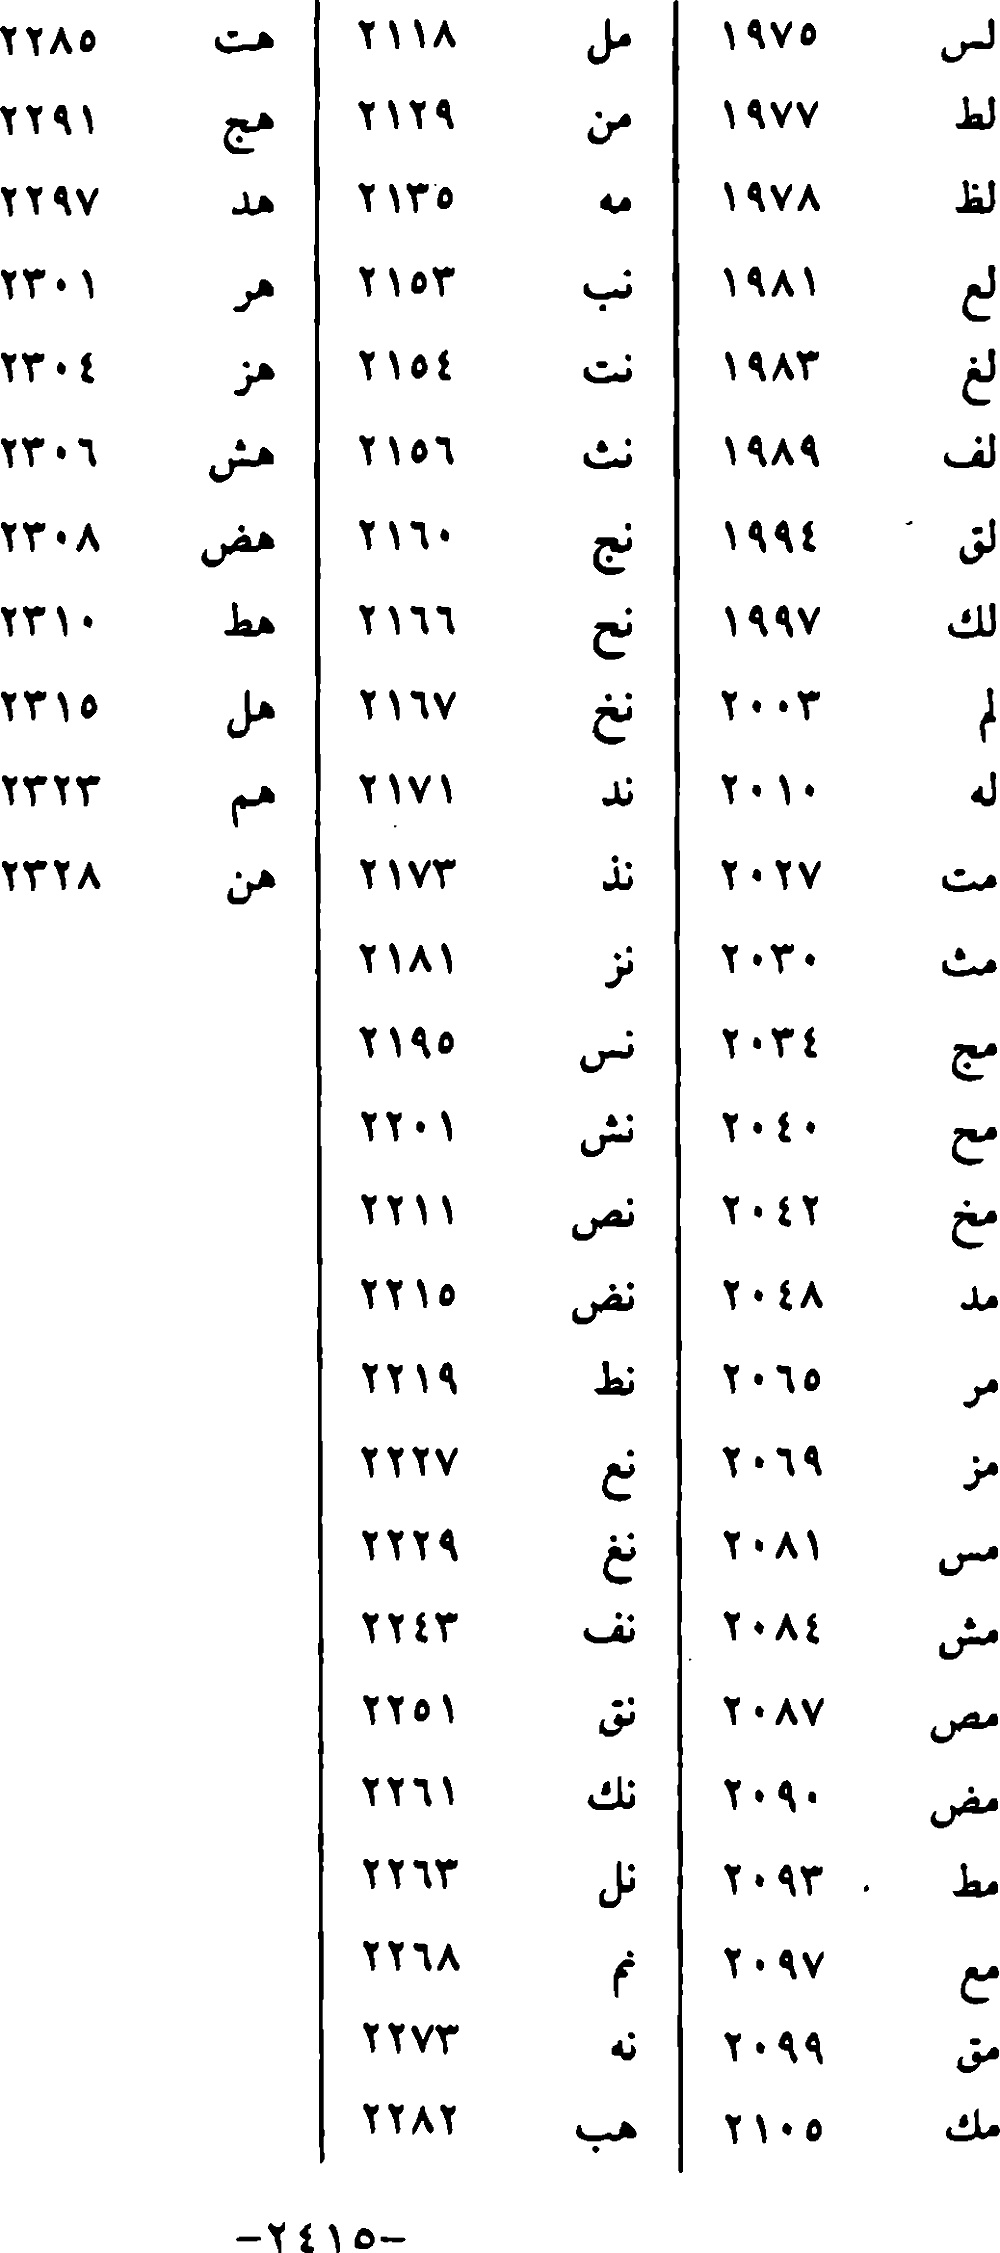 لس ١٩٧٥
لط ١٩٧٧
لظ ١٩٧٨
لع ١٩٨١
لغ ١٩٨٣
لف ١٩٨٩
لق ١٩٩٤
لك ١٩٩٧
لم ٢٠٠٣
له ٢٠١٠
مت ٢٠٢٧
مث ٢٠٣٠
مج ٢٠٣٤
مح ٢٠٤٠
مخ ٢٠٤٢
مد ٢٠٤٨
مر ٢٠٦٥
مز ٢٠٦٩
مس ٢٠٨١
مش ٢٠٨٤
مص ٢٠٨٧
مض ٢٠٩٠
مط ٢٠٩٣
مع ٢٠٩٧
مق ٢٠٩٩
مك ٢١٠٥
مل ٢١١٨
من ٢١٢٩
مه ٢١٣٥
نب ٢١٥٣
نت ٢١٥٤
نث ٢١٥٦
نج ٢١٦٠
نح ٢١٦٦
نخ ٢١٦٧
ند ٢١٧١
نذ ٢١٧٣
نز ٢١٨١
نس ٢١٩٥
نش ٢٢٠١
نص ٢٢١١
نض ٢٢١٥
نط ٢٢١٩
نع ٢٢٢٧
نغ ٢٢٢٩
نف ٢٢٤٣
نق ٢٢٥١
نك ٢٢٦١
نل ٢٢٦٣
نم ٢٢٦٨
نه ٢٢٧٣
هب ٢٢٨٢
هت ٢٢٨٥
هج ٢٢٩١
هد ٢٢٩٧
هر ٢٣٠١
هز ٢٣٠٤
هش ٢٣٠٦
هض ٢٣٠٨
هط ٢٣١٠
هل ٢٣١٥
هم ٢٣٢٣
هن ٢٣٢٨
-٢٤١٥-